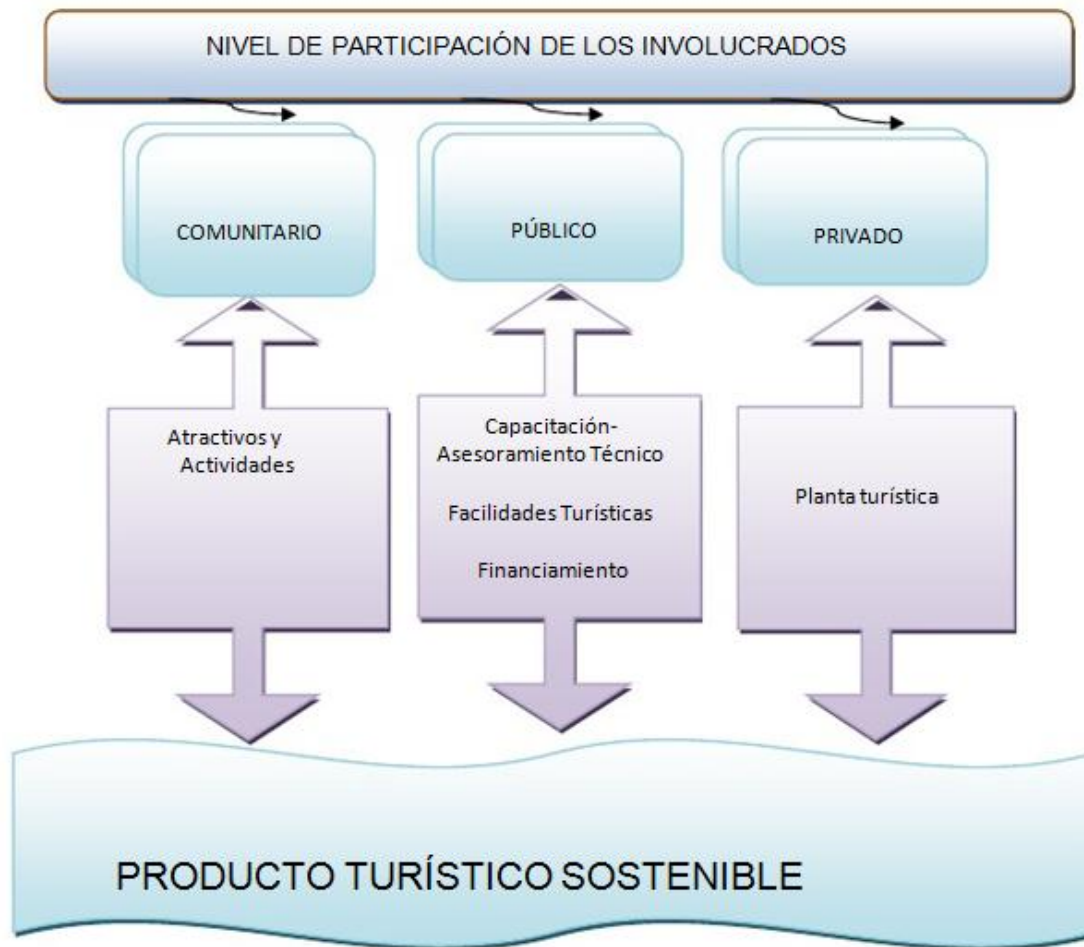 NIVEL DE PARTICIPACIÓN DE LOS INVOLUCRADOS
COMUNITARIO
PÚBLICO
PRIVADO
Atractivos y
Actividades
Capacitación-
Asesoramiento Técnico
Facilidades Turísticas
Financiamiento
Planta turística
PRODUCTO TURÍSTICO SOSTENIBLE